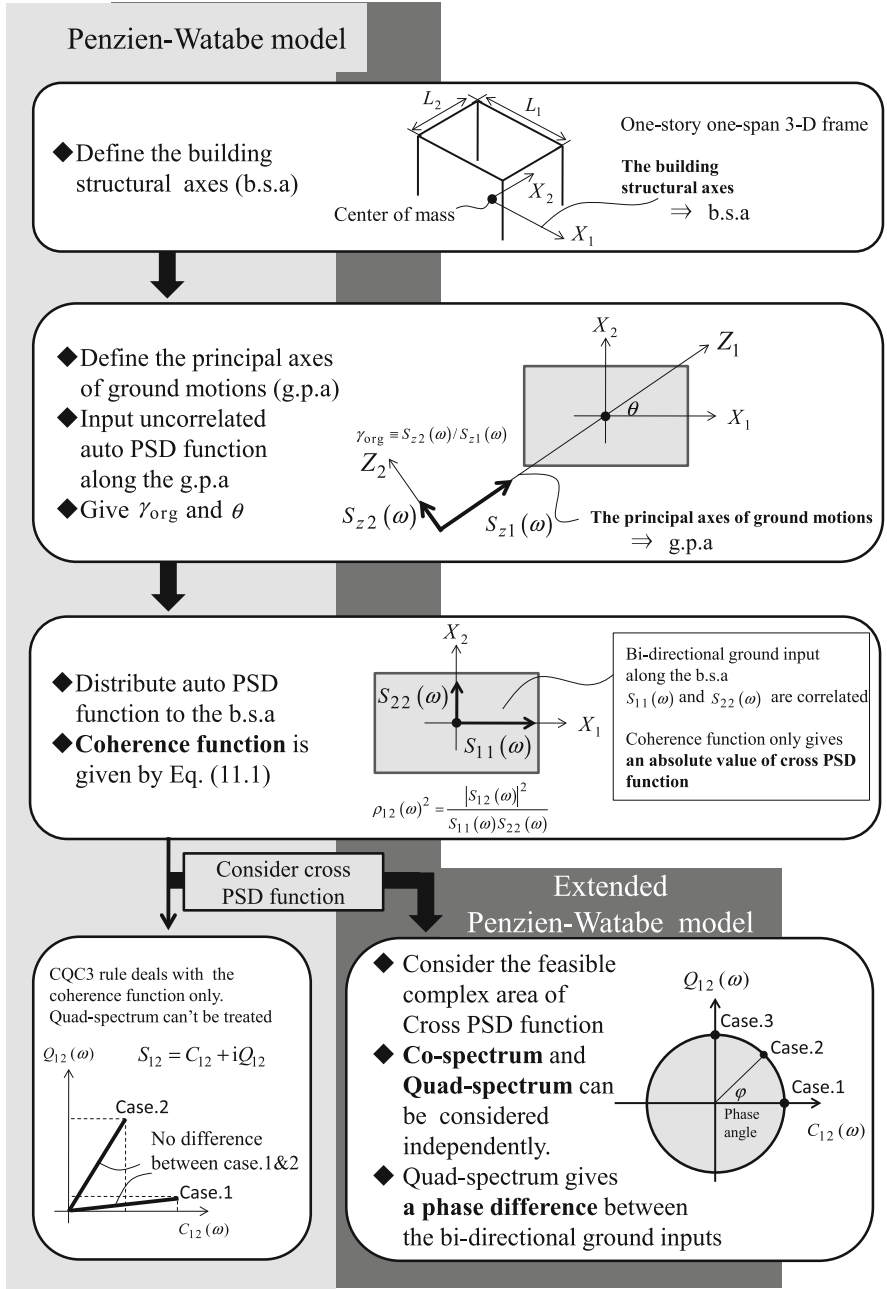 Penzien-Watabe model
◆Define the building
structural axes (b.s.a)
L₂
L₁
One-story one-span 3-D frame
The building
structural axes
⇒ b.s.a
X₂
Center of mass
X₁
◆Define the principal axes
of ground motions (g.p.a)
◆Input uncorrelated
auto PSD function
along the g.p.a
◆Give γorg and θ
X₂
Z₁
θ
X₁
γorg ≡ Sz2(ω)/Sz1(ω)
Z₂
Sz2(ω)
Sz1(ω)
The principal axes of ground motions
⇒ g.p.a
◆Distribute auto PSD
function to the b.s.a
◆Coherence function is
given by Eq. (11.1)
X₂
S₂₂(ω)
X₁
S₁₁(ω)
ρ₁₂(ω)² = |S₁₂(ω)|² / S₁₁(ω)S₂₂(ω)
Bi-directional ground input
along the b.s.a
S₁₁(ω) and S₂₂(ω) are correlated
Coherence function only gives
an absolute value of cross PSD
function
Consider cross
PSD function
Extended
Penzien-Watabe model
CQC3 rule deals with the
coherence function only.
Quad-spectrum can't be treated
Q₁₂(ω)
S₁₂ = C₁₂ + iQ₁₂
Case.2
No difference
between case.1&2
Case.1
C₁₂(ω)
◆ Consider the feasible
complex area of
Cross PSD function
◆ Co-spectrum and
Quad-spectrum can
be considered
independently.
◆ Quad-spectrum gives
a phase difference between
the bi-directional ground inputs
Q₁₂(ω)
Case.3
Case.2
φ
Case.1
Phase
angle
C₁₂(ω)